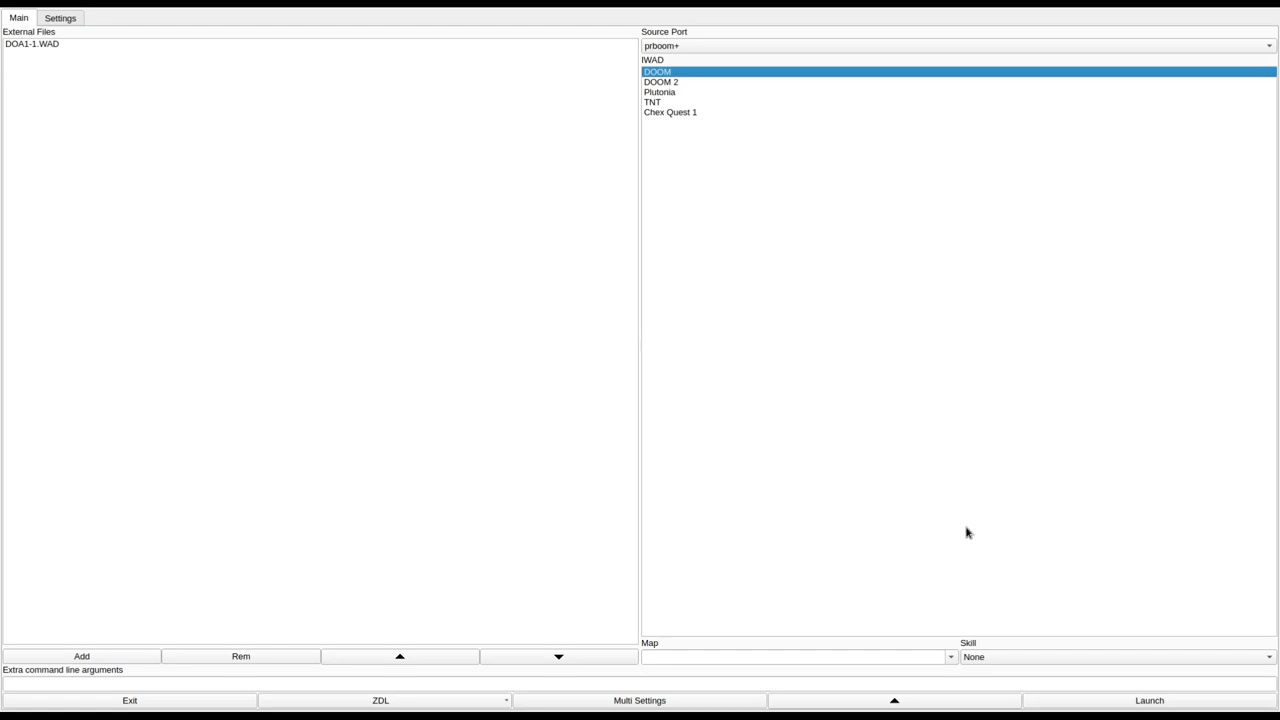 Main Settings
External Files
DOA1-1.WAD
Source Port
prboom+
IWAD
DOOM
DOOM 2
Plutonia
TNT
Chex Quest 1
Add Rem
Map Skill
None
Extra command line arguments
Exit ZDL Multi Settings Launch